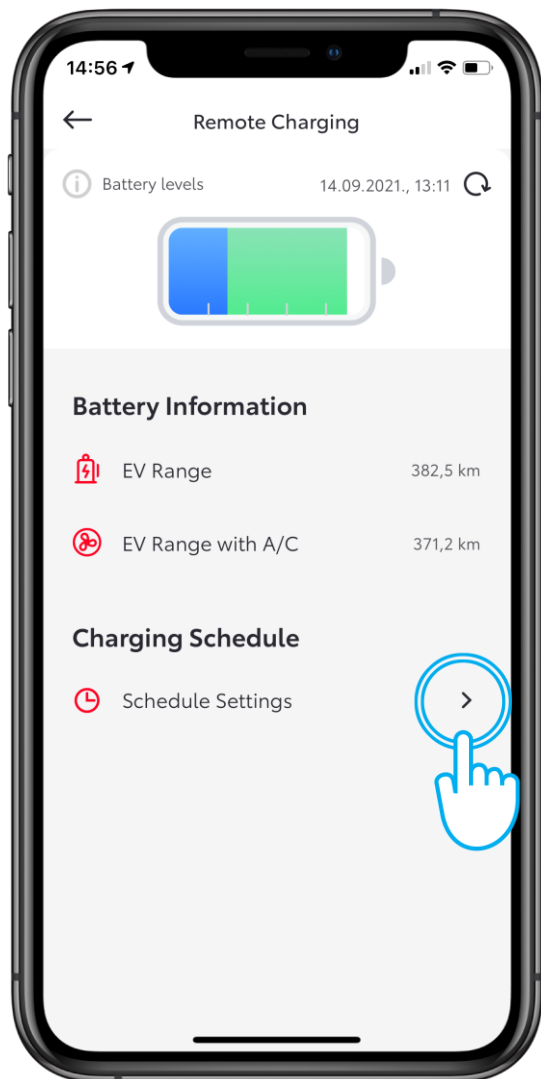 14:56
Remote Charging
Battery levels 14.09.2021., 13:11
Battery Information
EV Range 382,5 km
EV Range with A/C 371,2 km
Charging Schedule
Schedule Settings